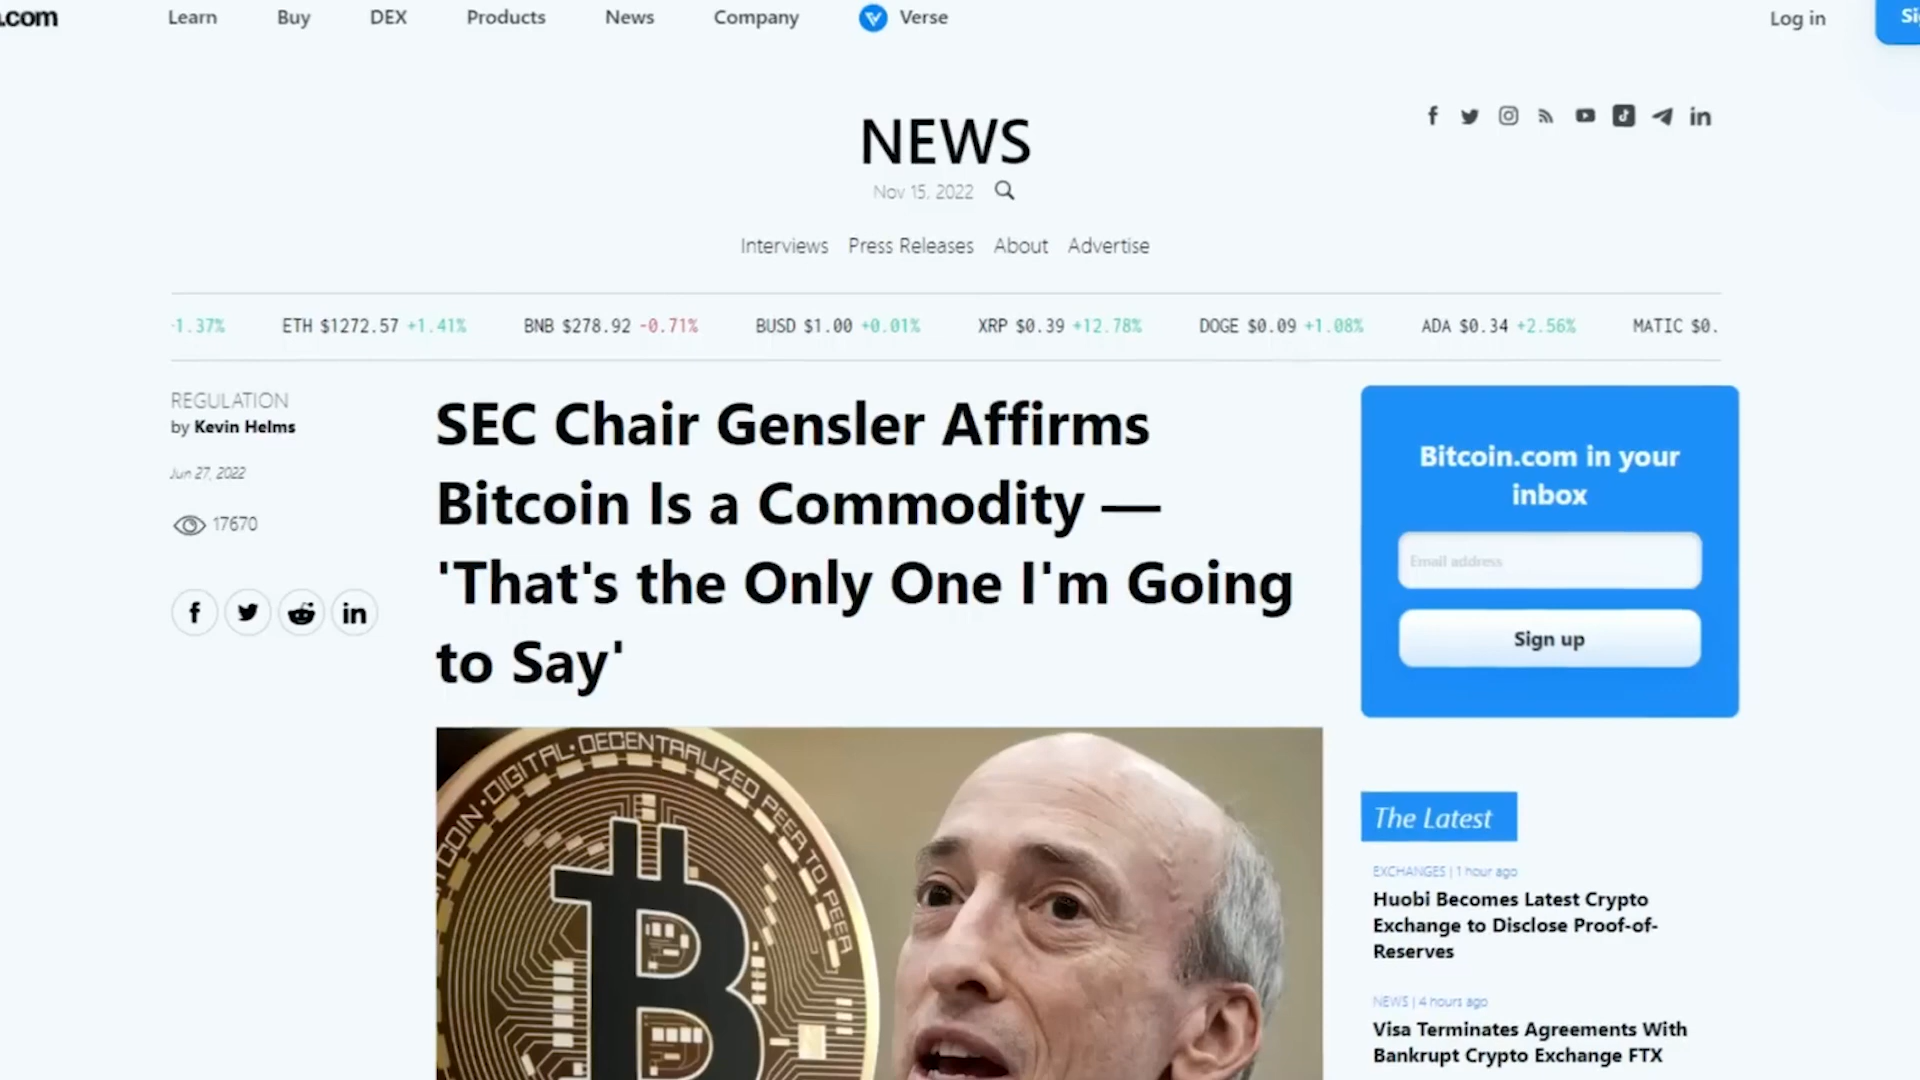 .com
Learn Buy DEX Products News Company Verse
Log in
NEWS
Nov 15, 2022
Interviews Press Releases About Advertise
-1.37% ETH $1272.57 +1.41% BNB $278.92 -0.71% BUSD $1.00 +0.01% XRP $0.39 +12.78% DOGE $0.09 +1.08% ADA $0.34 +2.56% MATIC $0.
REGULATION
by Kevin Helms
Jun 27, 2022
17670
SEC Chair Gensler Affirms
Bitcoin Is a Commodity —
'That's the Only One I'm Going
to Say'
DIGITAL • DECENTRALIZED PEER TO PEER
Bitcoin.com in your
inbox
Email address
Sign up
The Latest
EXCHANGES | 1 hour ago
Huobi Becomes Latest Crypto
Exchange to Disclose Proof-of-
Reserves
NEWS | 4 hours ago
Visa Terminates Agreements With
Bankrupt Crypto Exchange FTX